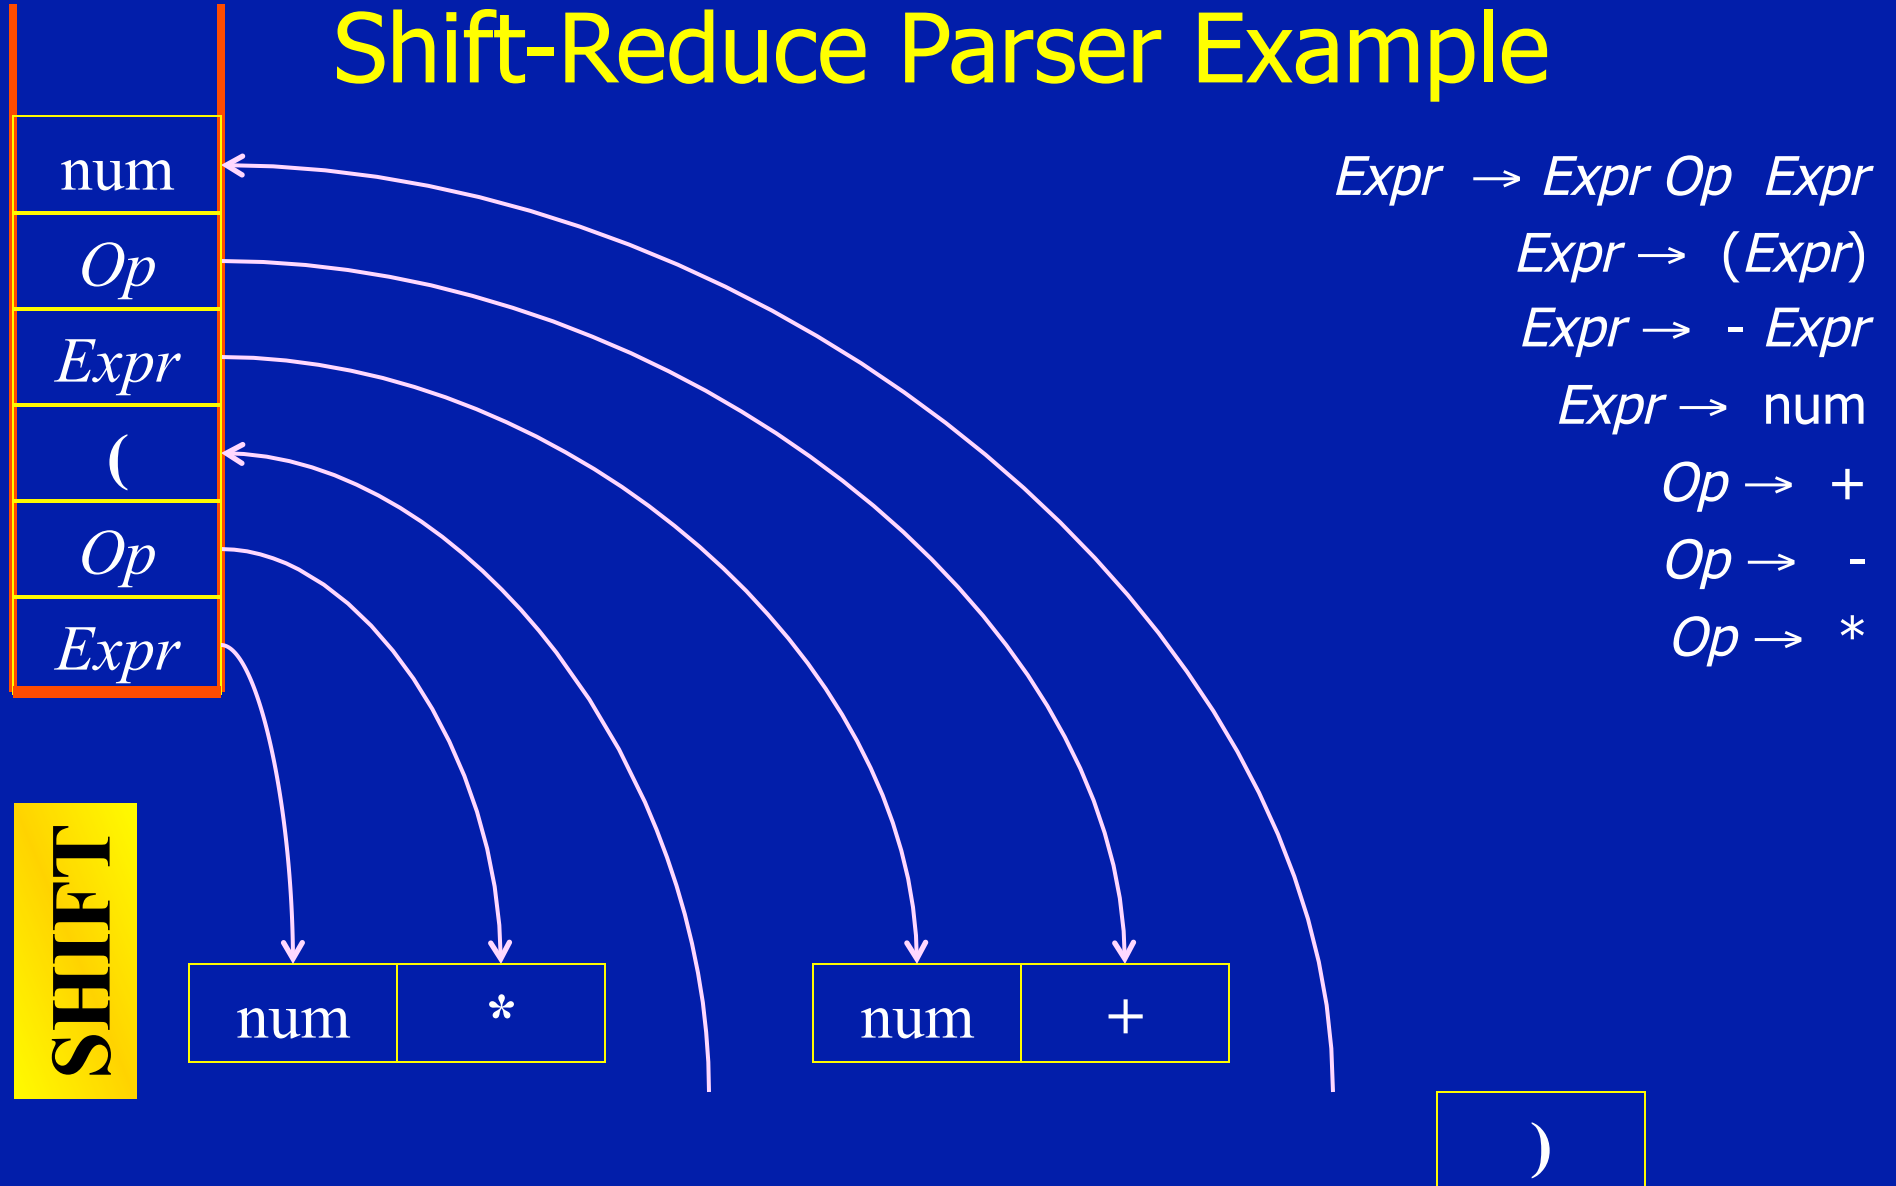 Shift-Reduce Parser Example
num
Op
Expr
(
Op
Expr
Expr → Expr Op Expr
Expr → (Expr)
Expr → - Expr
Expr → num
Op → +
Op → -
Op → *
SHIFT
num * num +
)